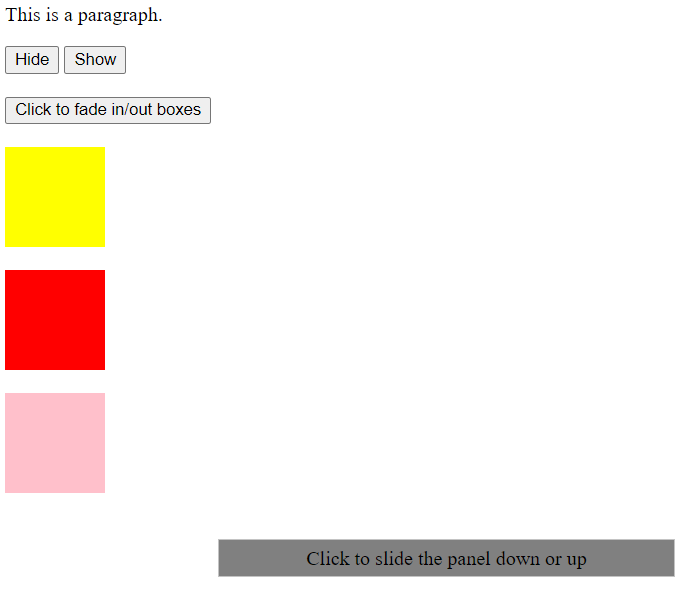 This is a paragraph.
Hide Show
Click to fade in/out boxes
Click to slide the panel down or up